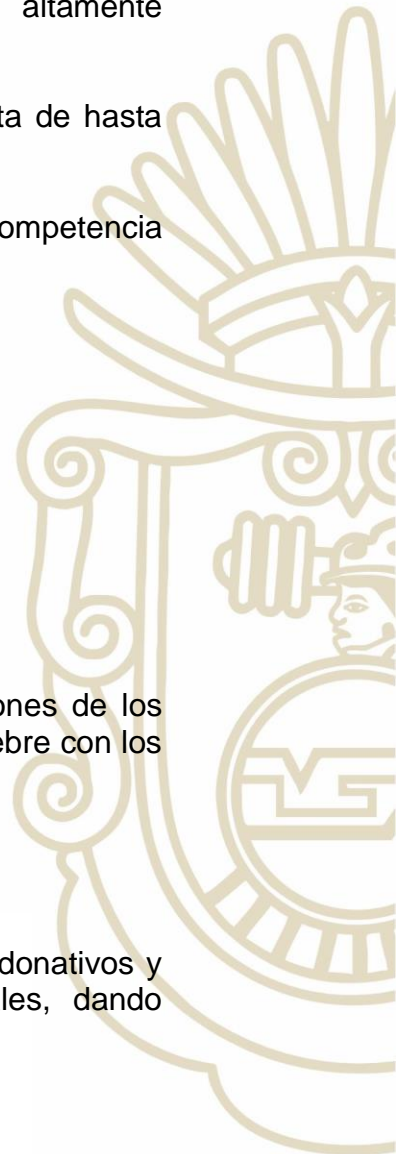 altamente
ta de hasta
ompetencia
ones de los
ebre con los
donativos y
les, dando